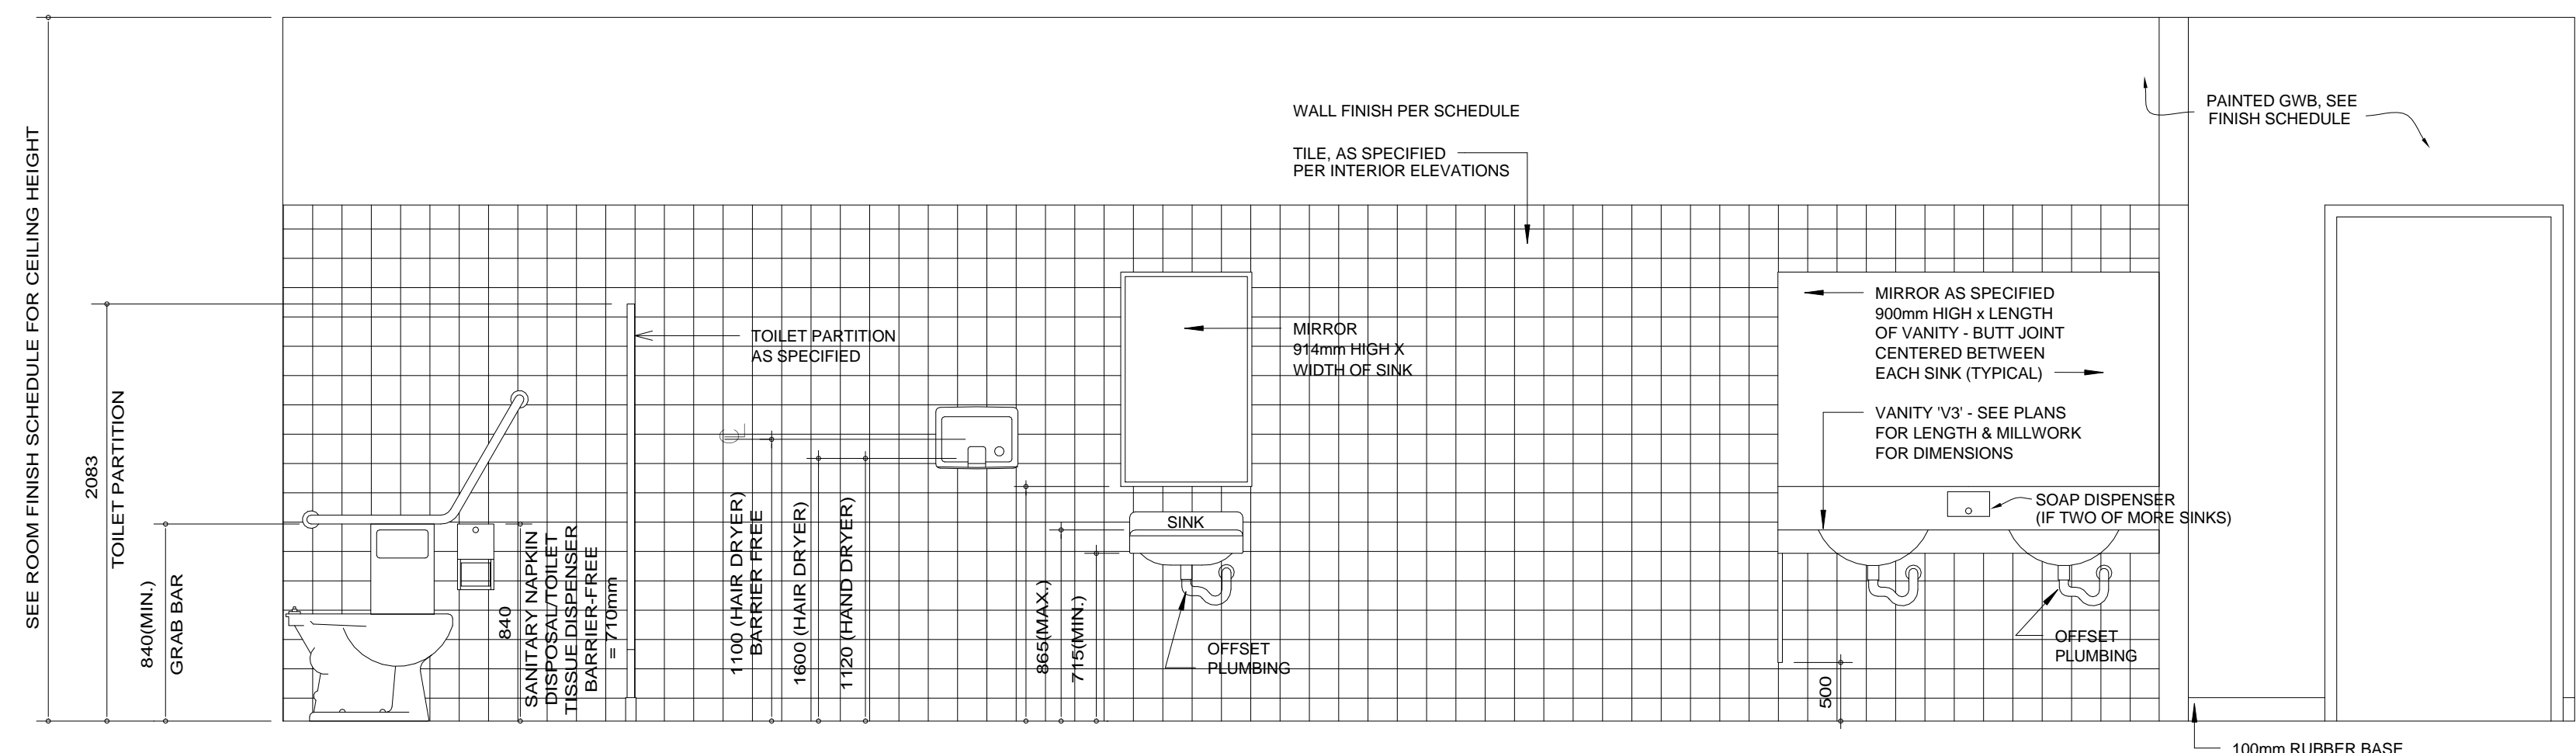 SEE ROOM FINISH SCHEDULE FOR CEILING HEIGHT
2083
TOILET PARTITION
840(MIN.)
GRAB BAR
840
SANITARY NAPKIN
DISPOSAL/TOILET
TISSUE DISPENSER
BARRIER-FREE
= 710mm
TOILET PARTITION
AS SPECIFIED
1100 (HAIR DRYER)
BARRIER FREE
1600 (HAIR DRYER)
1120 (HAND DRYER)
865(MAX.)
715(MIN.)
SINK
OFFSET
PLUMBING
WALL FINISH PER SCHEDULE
TILE, AS SPECIFIED
PER INTERIOR ELEVATIONS
MIRROR
914mm HIGH X
WIDTH OF SINK
MIRROR AS SPECIFIED
900mm HIGH x LENGTH
OF VANITY - BUTT JOINT
CENTERED BETWEEN
EACH SINK (TYPICAL)
VANITY 'V3' - SEE PLANS
FOR LENGTH & MILLWORK
FOR DIMENSIONS
SOAP DISPENSER
(IF TWO OF MORE SINKS)
OFFSET
PLUMBING
500
PAINTED GWB, SEE
FINISH SCHEDULE
100mm RUBBER BASE